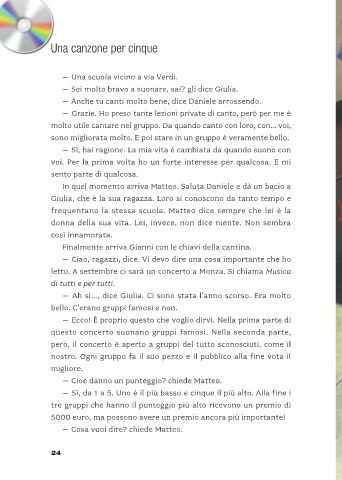 Una canzone per cinque
— Una scuola vicino a via Verdi.
— Sei molto bravo a suonare, sai? gli dice Giulia.
— Anche tu canti molto bene, dice Daniele arrossendo.
— Grazie. Ho preso tante lezioni private di canto, però per me è
molto utile cantare nel gruppo. Da quando canto con loro, con... voi,
sono migliorata molto. E poi stare in un gruppo è veramente bello.
— Sì, hai ragione. La mia vita è cambiata da quando suono con
voi. Per la prima volta ho un forte interesse per qualcosa. E mi
sento parte di qualcosa.
In quel momento arriva Matteo. Saluta Daniele e dà un bacio a
Giulia, che è la sua ragazza. Loro si conoscono da tanto tempo e
frequentano la stessa scuola. Matteo dice sempre che lei è la
donna della sua vita. Lei, invece, non dice niente. Non sembra
così innamorata.
Finalmente arriva Gianni con le chiavi della cantina.
— Ciao, ragazzi, dice. Vi devo dire una cosa importante che ho
letto. A settembre ci sarà un concerto a Monza. Si chiama Musica
di tutti e per tutti.
— Ah sì..., dice Giulia. Ci sono stata l'anno scorso. Era molto
bello. C'erano gruppi famosi e non.
— Ecco! È proprio questo che voglio dirvi. Nella prima parte di
questo concerto suonano gruppi famosi. Nella seconda parte,
però, il concerto è aperto a gruppi del tutto sconosciuti, come il
nostro. Ogni gruppo fa il suo pezzo e il pubblico alla fine vota il
migliore.
— Cioè danno un punteggio? chiede Matteo.
— Sì, da 1 a 5. Uno è il più basso e cinque il più alto. Alla fine i
tre gruppi che hanno il punteggio più alto ricevono un premio di
5000 euro, ma possono avere un premio ancora più importante!
— Cosa vuoi dire? chiede Matteo.
24